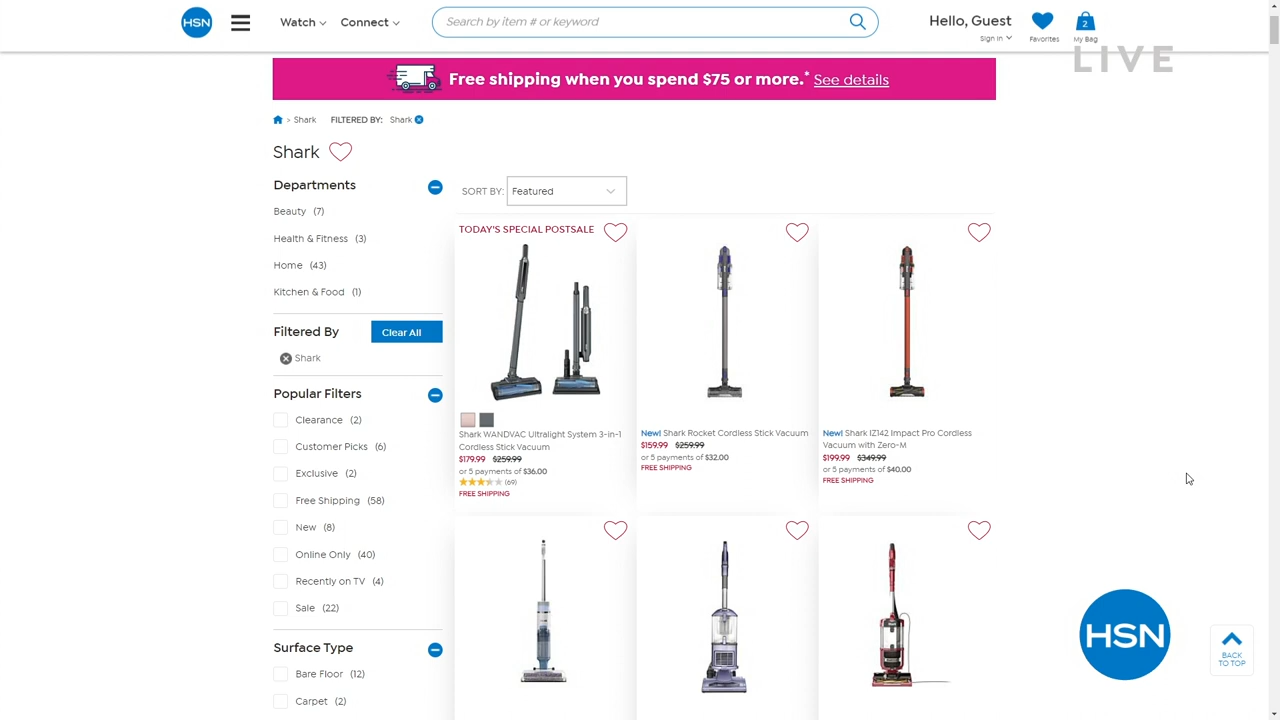 HSN
Watch
Connect
Search by item # or keyword
Hello, Guest
Sign In
Favorites
2
My Bag
LIVE
Free shipping when you spend $75 or more.* See details
> Shark FILTERED BY: Shark
Shark
Departments
Beauty (7)
Health & Fitness (3)
Home (43)
Kitchen & Food (1)
Filtered By
Clear All
Shark
Popular Filters
Clearance (2)
Customer Picks (6)
Exclusive (2)
Free Shipping (58)
New (8)
Online Only (40)
Recently on TV (4)
Sale (22)
Surface Type
Bare Floor (12)
Carpet (2)
SORT BY: Featured
TODAY'S SPECIAL POSTSALE
Shark WANDVAC Ultralight System 3-in-1
Cordless Stick Vacuum
$179.99 $259.99
or 5 payments of $36.00
(69)
FREE SHIPPING
New! Shark Rocket Cordless Stick Vacuum
$159.99 $259.99
or 5 payments of $32.00
FREE SHIPPING
New! Shark IZ142 Impact Pro Cordless
Vacuum with Zero-M
$199.99 $349.99
or 5 payments of $40.00
FREE SHIPPING
HSN
BACK
TO TOP